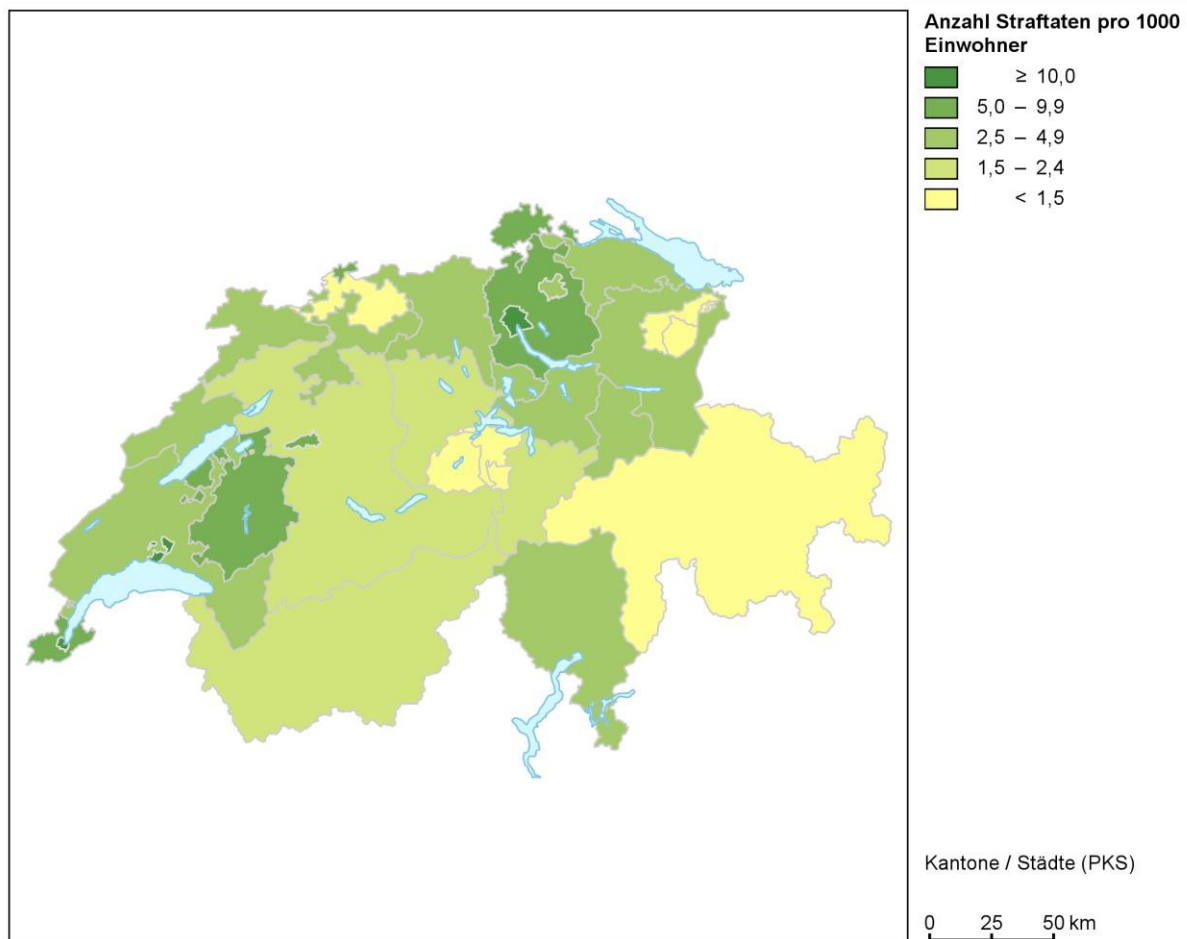 Anzahl Straftaten pro 1000
Einwohner
≥ 10,0
5,0 – 9,9
2,5 – 4,9
1,5 – 2,4
< 1,5
Kantone / Städte (PKS)
0 25 50 km